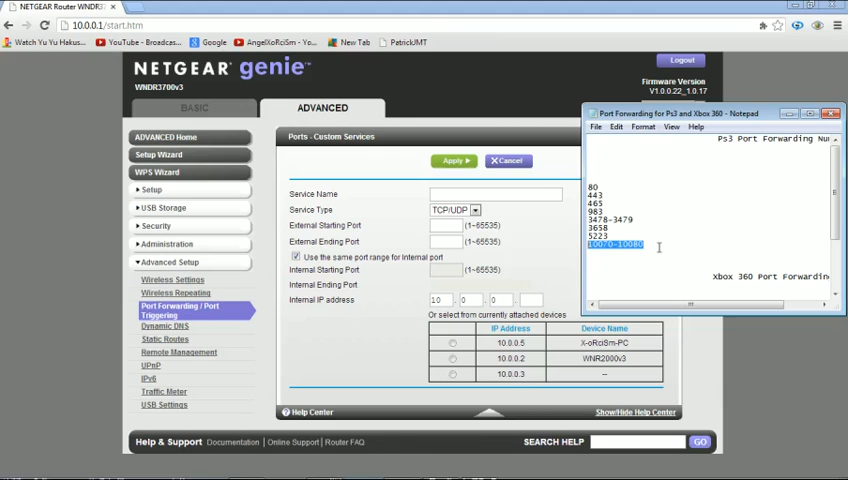 NETGEAR Router WNDR37
10.0.0.1/start.htm
Watch Yu Yu Hakus...
YouTube - Broadcas...
Google
AngelXoRciSm - Yo...
New Tab
PatrickJMT
NETGEAR genie™
WNDR3700v3
Logout
Firmware Version
V1.0.0.22_1.0.17
BASIC
ADVANCED
ADVANCED Home
Setup Wizard
WPS Wizard
Setup
USB Storage
Security
Administration
Advanced Setup
Wireless Settings
Wireless Repeating
Port Forwarding / Port
Triggering
Dynamic DNS
Static Routes
Remote Management
UPnP
IPv6
Traffic Meter
USB Settings
Ports - Custom Services
Apply
X Cancel
Service Name
Service Type
TCP/UDP
External Starting Port
(1~65535)
External Ending Port
(1~65535)
Use the same port range for Internal port
Internal Starting Port
(1~65535)
Internal Ending Port
Internal IP address
10 . 0 . 0 .
Or select from currently attached devices
IP Address Device Name
10.0.0.5 X-oRciSm-PC
10.0.0.2 WNR2000v3
10.0.0.3 --
Help Center
Show/Hide Help Center
Help & Support Documentation | Online Support | Router FAQ
SEARCH HELP
GO
Port Forwarding for Ps3 and Xbox 360 - Notepad
File Edit Format View Help
Ps3 Port Forwarding Nu
80
443
465
983
3478-3479
3658
5223
10070-10080
Xbox 360 Port Forwardin